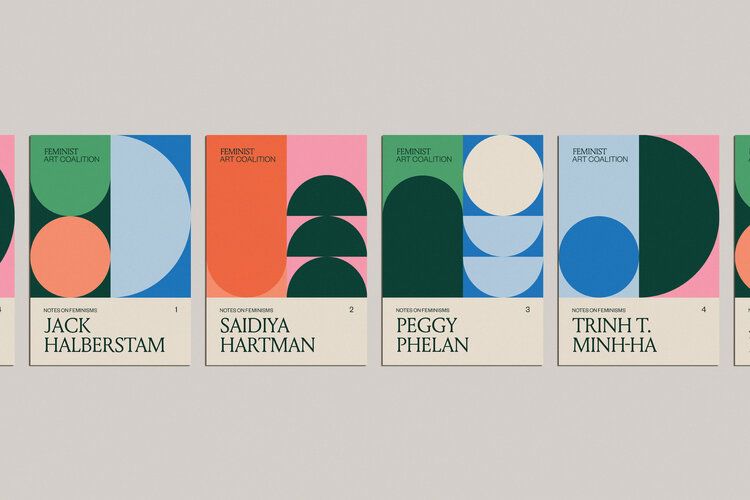 FEMINIST
ART COALITION
NOTES ON FEMINISMS 1
JACK
HALBERSTAM
FEMINIST
ART COALITION
NOTES ON FEMINISMS 2
SAIDIYA
HARTMAN
FEMINIST
ART COALITION
NOTES ON FEMINISMS 3
PEGGY
PHELAN
FEMINIST
ART COALITION
NOTES ON FEMINISMS 4
TRINH T.
MINH-HA